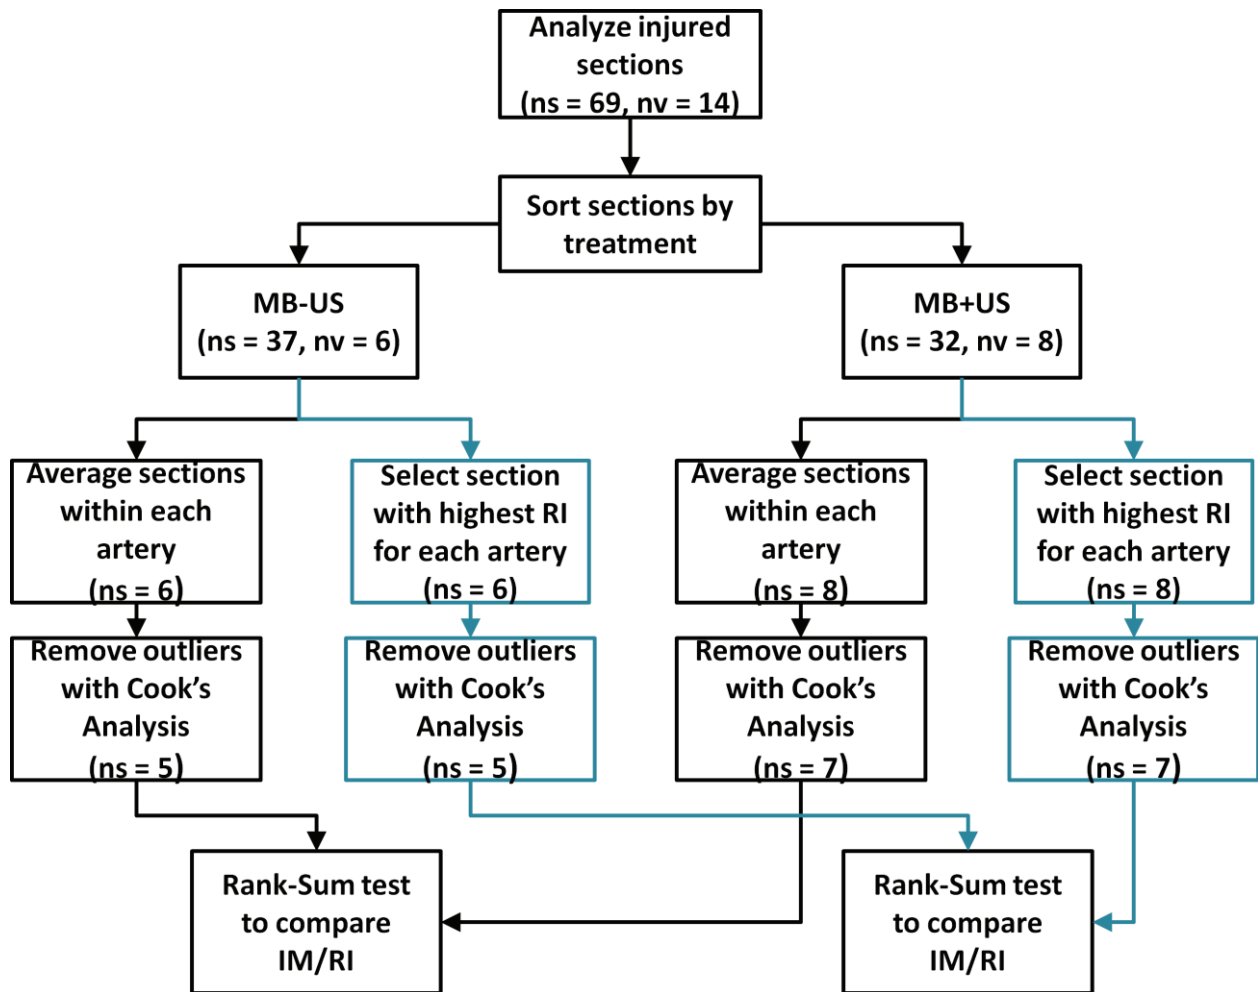 Analyze injured
sections
(ns = 69, nv = 14)
Sort sections by
treatment
MB-US
(ns = 37, nv = 6)
MB+US
(ns = 32, nv = 8)
Average sections
within each
artery
(ns = 6)
Select section
with highest RI
for each artery
(ns = 6)
Average sections
within each
artery
(ns = 8)
Select section
with highest RI
for each artery
(ns = 8)
Remove outliers
with Cook’s
Analysis
(ns = 5)
Remove outliers
with Cook’s
Analysis
(ns = 5)
Remove outliers
with Cook’s
Analysis
(ns = 7)
Remove outliers
with Cook’s
Analysis
(ns = 7)
Rank-Sum test
to compare
IM/RI
Rank-Sum test
to compare
IM/RI